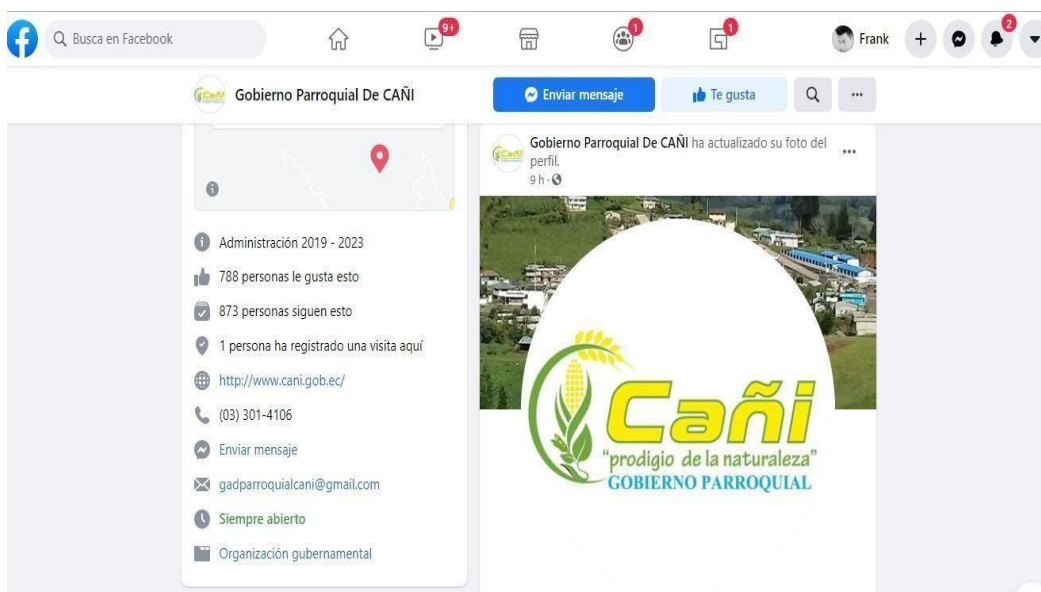 Busca en Facebook
9+
1
1
Frank
2
Gobierno Parroquial De CAÑI
Enviar mensaje
Te gusta
Administración 2019 - 2023
788 personas le gusta esto
873 personas siguen esto
1 persona ha registrado una visita aquí
http://www.cani.gob.ec/
(03) 301-4106
Enviar mensaje
gadparroquialcani@gmail.com
Siempre abierto
Organización gubernamental
Cañi
Gobierno Parroquial De CAÑI ha actualizado su foto del
perfil.
9 h ·
Cañi
"prodigio de la naturaleza"
GOBIERNO PARROQUIAL